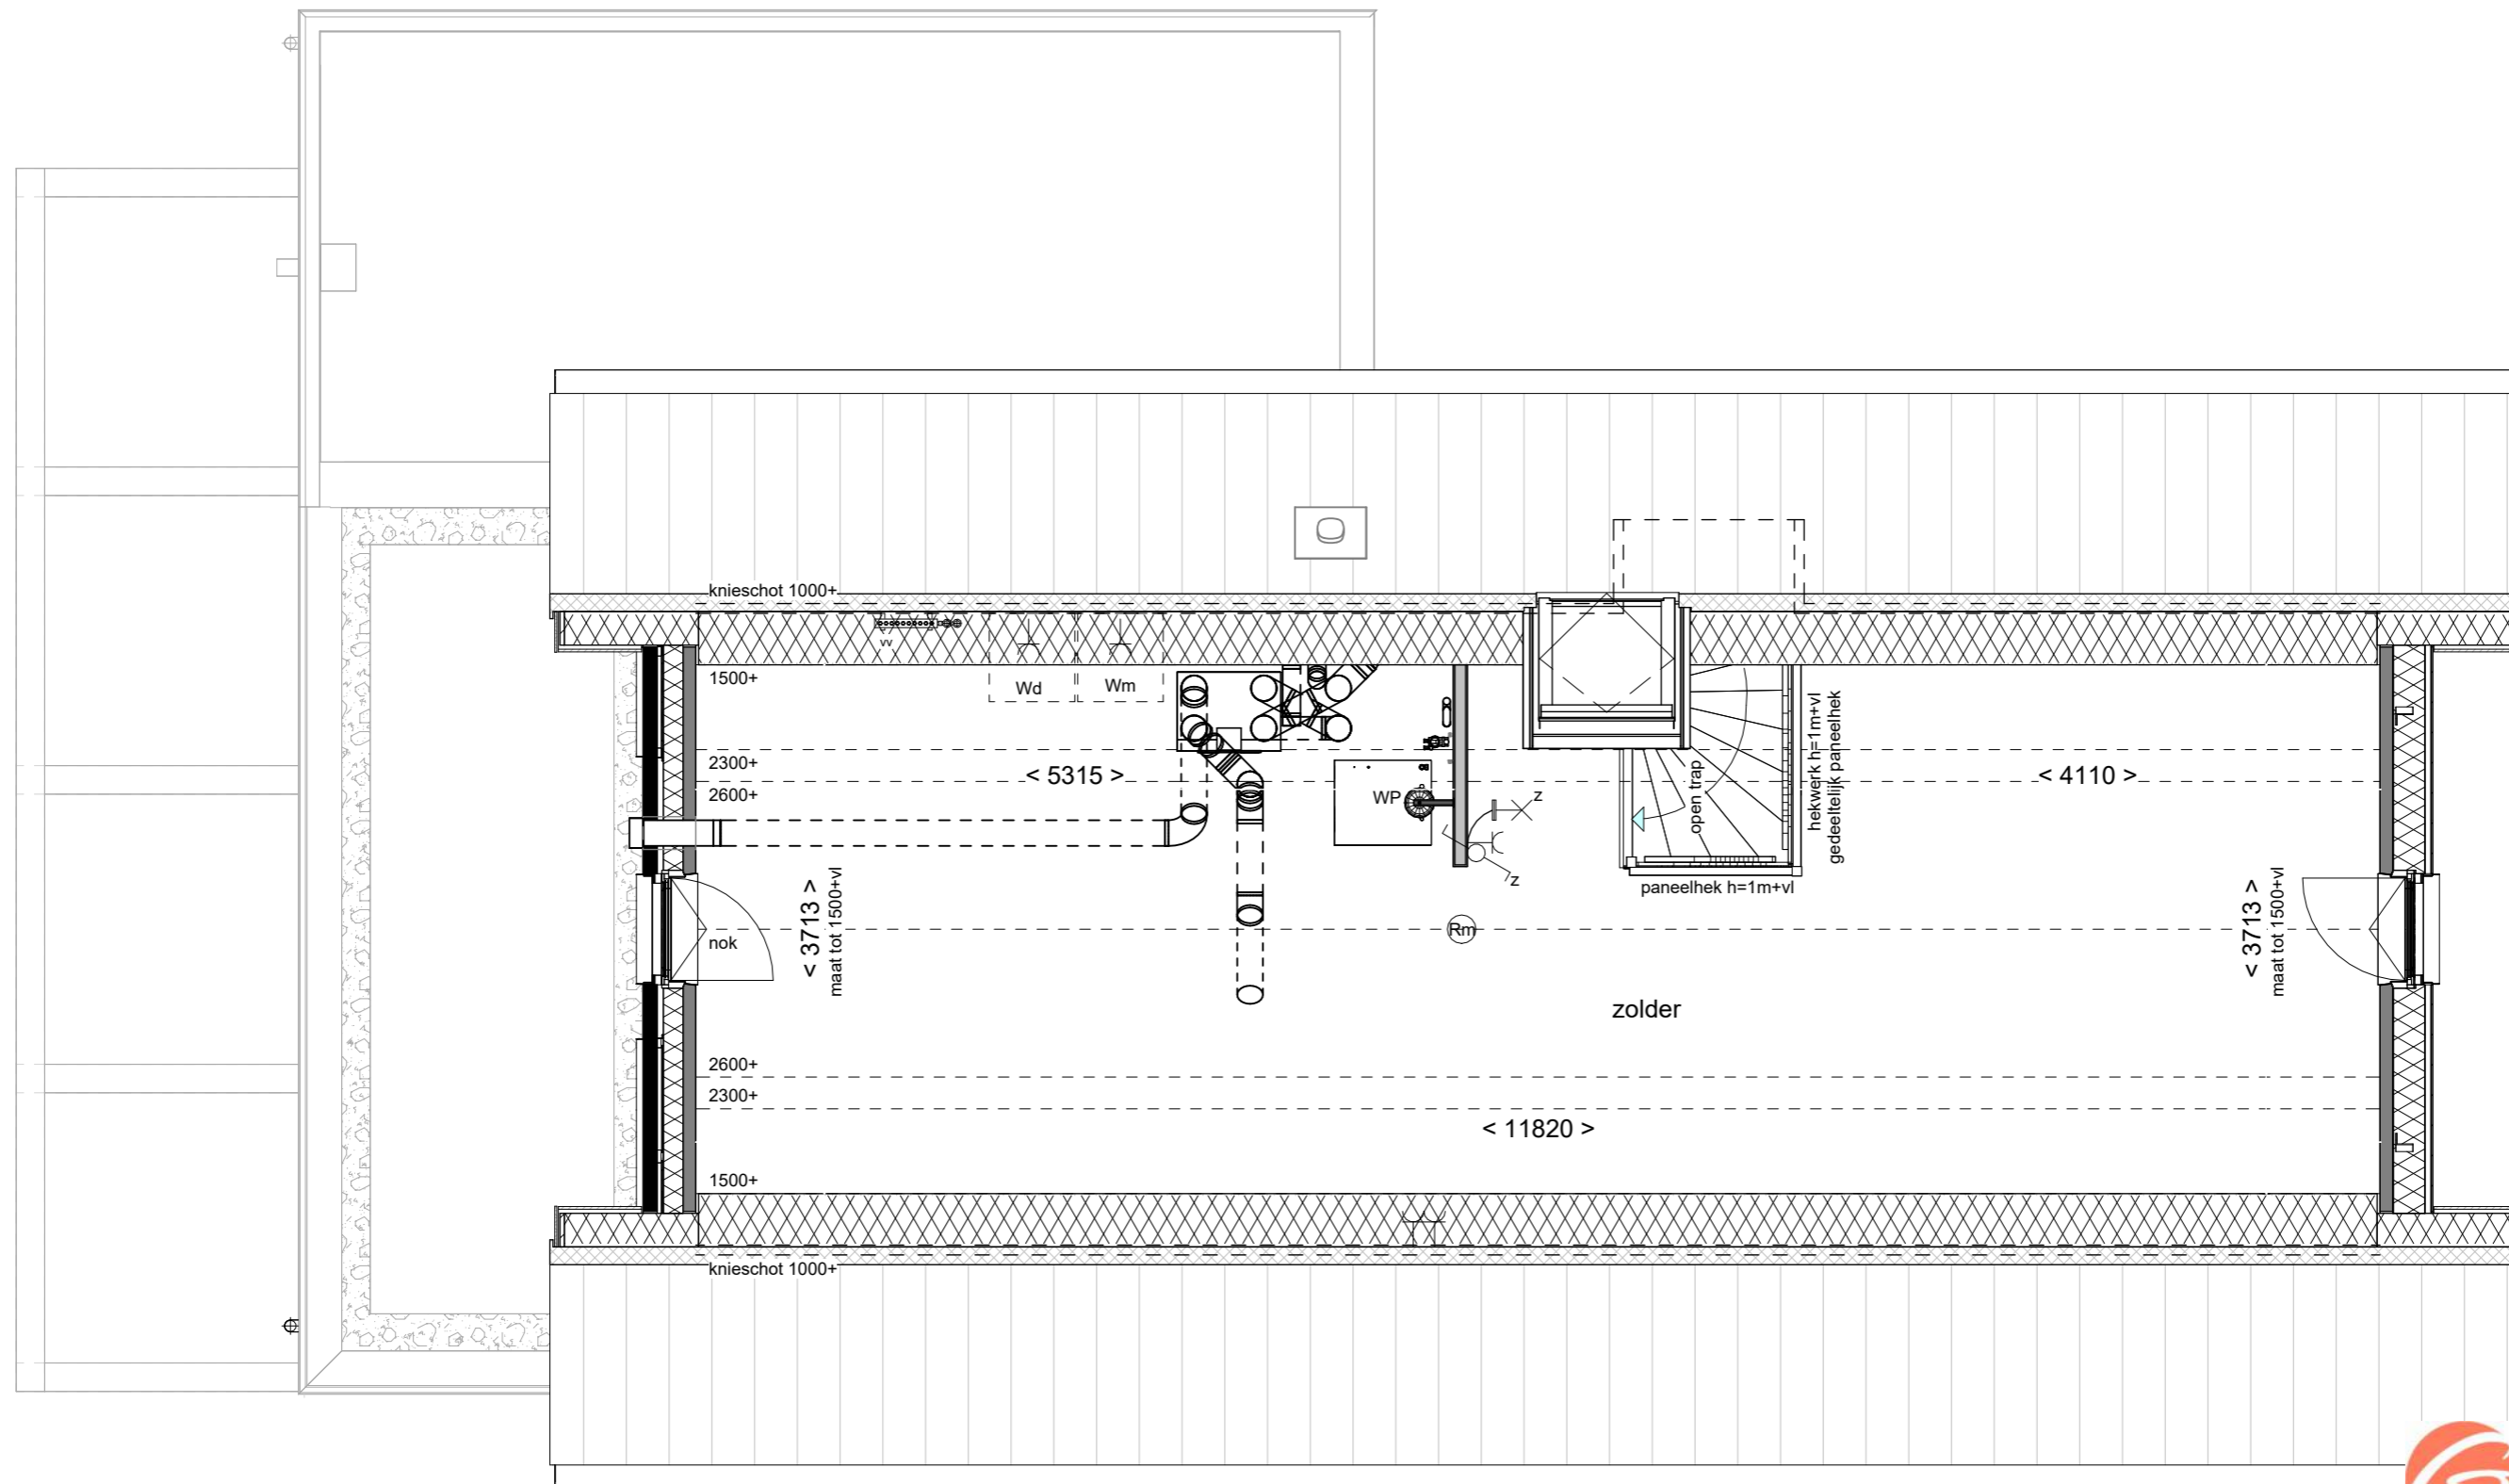 knieschot 1000+
vv
1500+
Wd
Wm
2300+
< 5315 >
2600+
WP
z
z
open trap
hekwerk h=1m+vl
gedeeltelijk paneelhek
< 4110 >
paneelhek h=1m+vl
nok
< 3713 >
maat tot 1500+vl
Rm
< 3713 >
maat tot 1500+vl
zolder
2600+
2300+
< 11820 >
1500+
knieschot 1000+